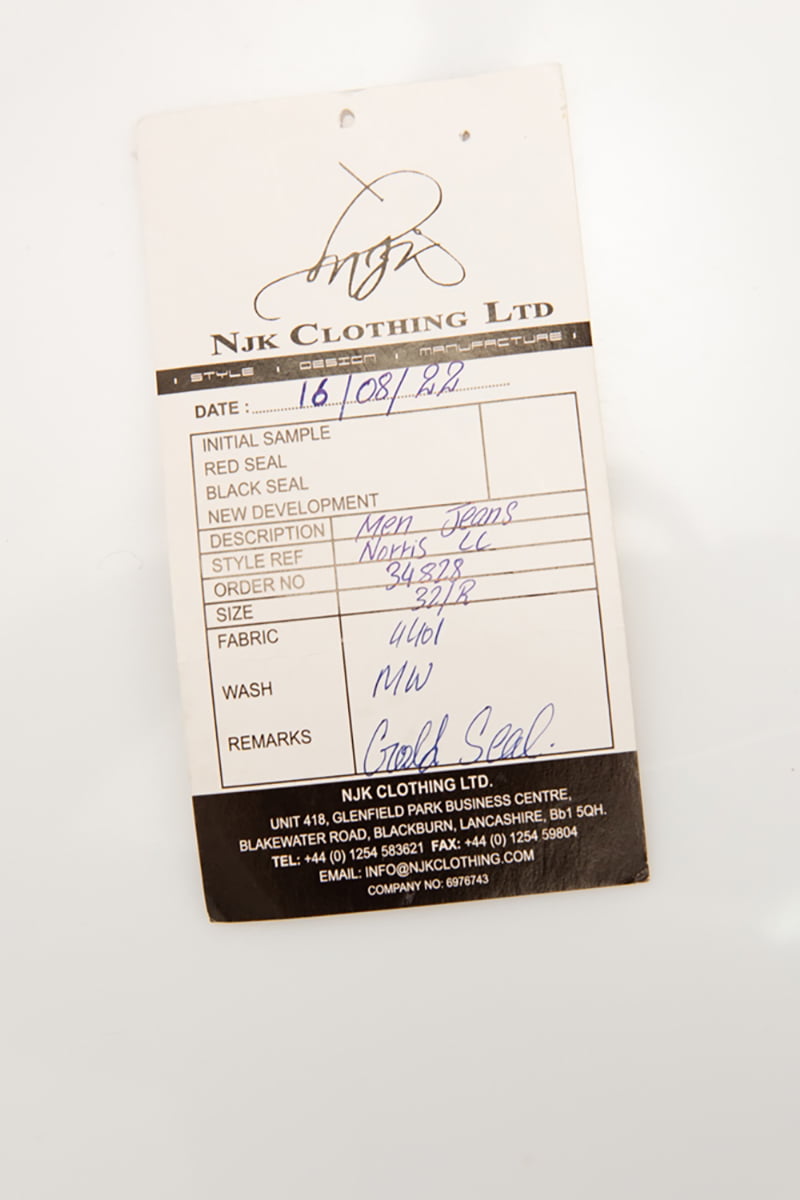 njk
NJK CLOTHING LTD
| STYLE | DESIGN | MANUFACTURE |
DATE : 16/08/22
INITIAL SAMPLE
RED SEAL
BLACK SEAL
NEW DEVELOPMENT
DESCRIPTION Men Jeans
STYLE REF Norris LC
ORDER NO 34828
SIZE 32/R
FABRIC 4401
WASH MW
REMARKS Gold Seal.
NJK CLOTHING LTD.
UNIT 418, GLENFIELD PARK BUSINESS CENTRE,
BLAKEWATER ROAD, BLACKBURN, LANCASHIRE, Bb1 5QH.
TEL: +44 (0) 1254 583621 FAX: +44 (0) 1254 59804
EMAIL: INFO@NJKCLOTHING.COM
COMPANY NO: 6976743